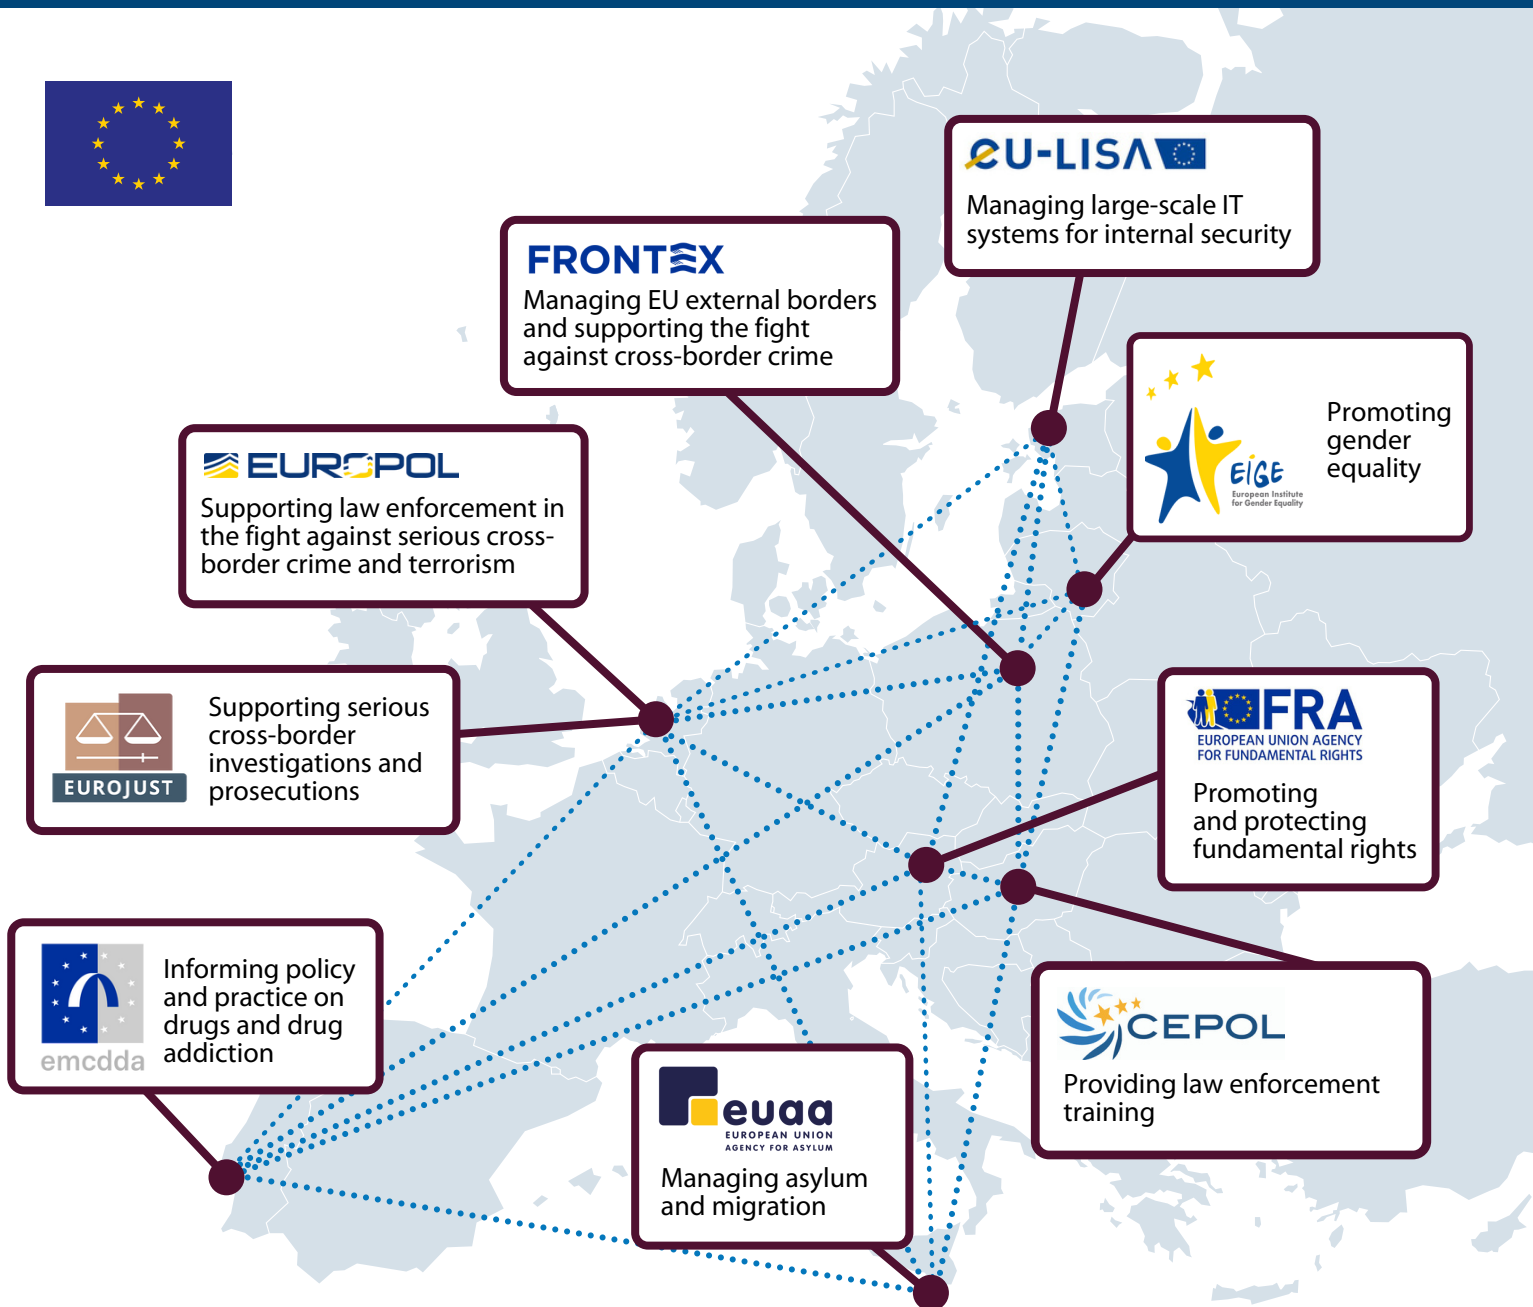 eu-LISA
Managing large-scale IT
systems for internal security
FRONTEX
Managing EU external borders
and supporting the fight
against cross-border crime
EIGE
European Institute
for Gender Equality
Promoting
gender
equality
EUROPOL
Supporting law enforcement in
the fight against serious cross-
border crime and terrorism
EUROJUST
Supporting serious
cross-border
investigations and
prosecutions
FRA
EUROPEAN UNION AGENCY
FOR FUNDAMENTAL RIGHTS
Promoting
and protecting
fundamental rights
emcdda
Informing policy
and practice on
drugs and drug
addiction
CEPOL
Providing law enforcement
training
euaa
EUROPEAN UNION
AGENCY FOR ASYLUM
Managing asylum
and migration